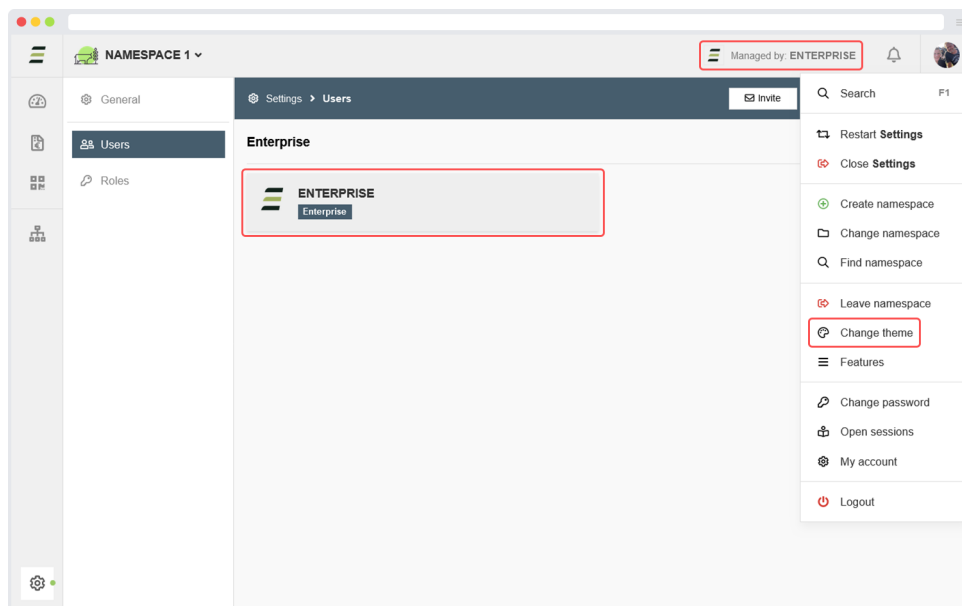 NAMESPACE 1
Managed by: ENTERPRISE
General
Users
Roles
Settings > Users
Invite
Enterprise
ENTERPRISE
Enterprise
Search F1
Restart Settings
Close Settings
Create namespace
Change namespace
Find namespace
Leave namespace
Change theme
Features
Change password
Open sessions
My account
Logout